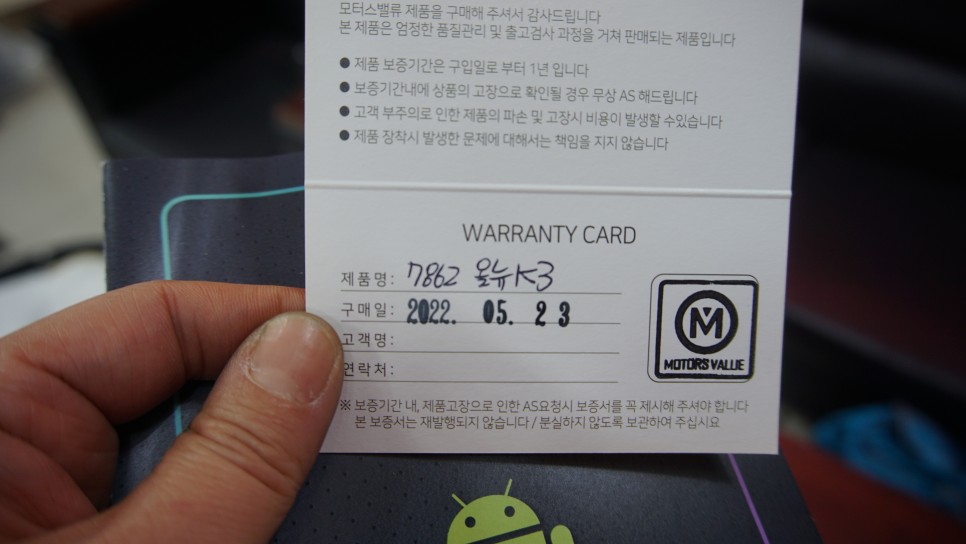 모터스밸류 제품을 구매해 주셔서 감사드립니다
본 제품은 엄정한 품질관리 및 출고검사 과정을 거쳐 판매되는 제품입니다
● 제품 보증기간은 구입일로 부터 1년 입니다
● 보증기간내에 상품의 고장으로 확인될 경우 무상 AS 해드립니다
● 고객 부주의로 인한 제품의 파손 및 고장시 비용이 발생할 수있습니다
● 제품 장착시 발생한 문제에 대해서는 책임을 지지 않습니다
WARRANTY CARD
제품명: 7862 올뉴K3
구매일: 2022. 05. 23
고객명:
연락처:
M
MOTORS VALUE
※ 보증기간 내, 제품고장으로 인한 AS요청시 보증서를 꼭 제시해 주셔야 합니다
본 보증서는 재발행되지 않습니다 / 분실하지 않도록 보관하며 주십시요